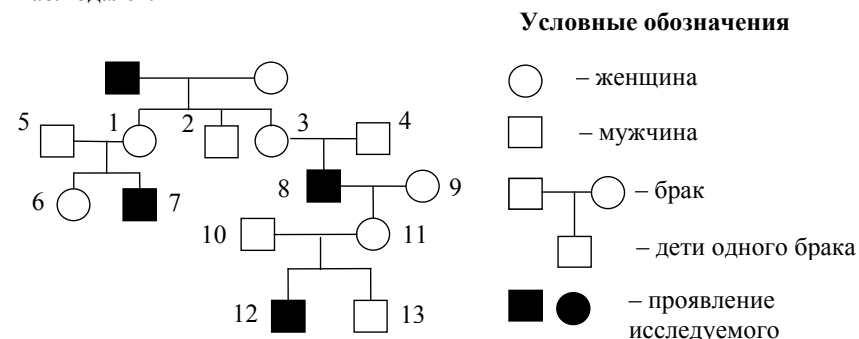 Условные обозначения
– женщина
5
1
2
3
4
– мужчина
6
7
8
9
– брак
10
11
– дети одного брака
12
13
– проявление
исследуемого